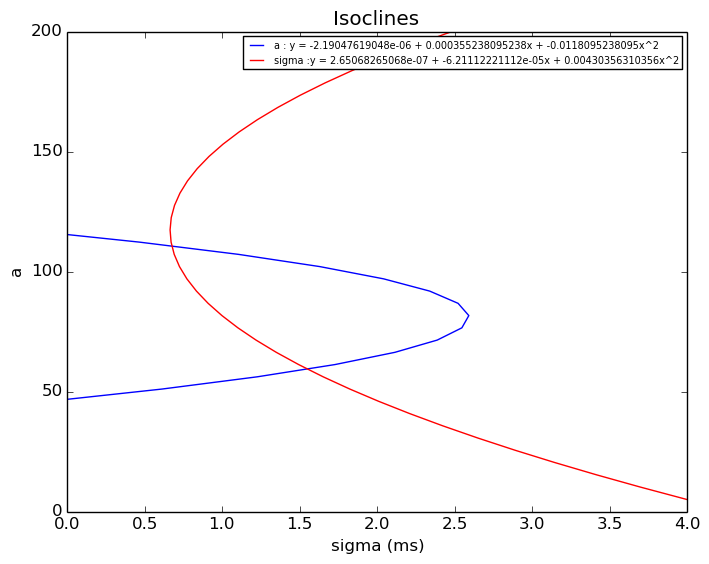 Isoclines
a : y = -2.19047619048e-06 + 0.000355238095238x + -0.0118095238095x^2
sigma :y = 2.65068265068e-07 + -6.21112221112e-05x + 0.00430356310356x^2
200
150
100
50
0
a
0.0 0.5 1.0 1.5 2.0 2.5 3.0 3.5 4.0
sigma (ms)